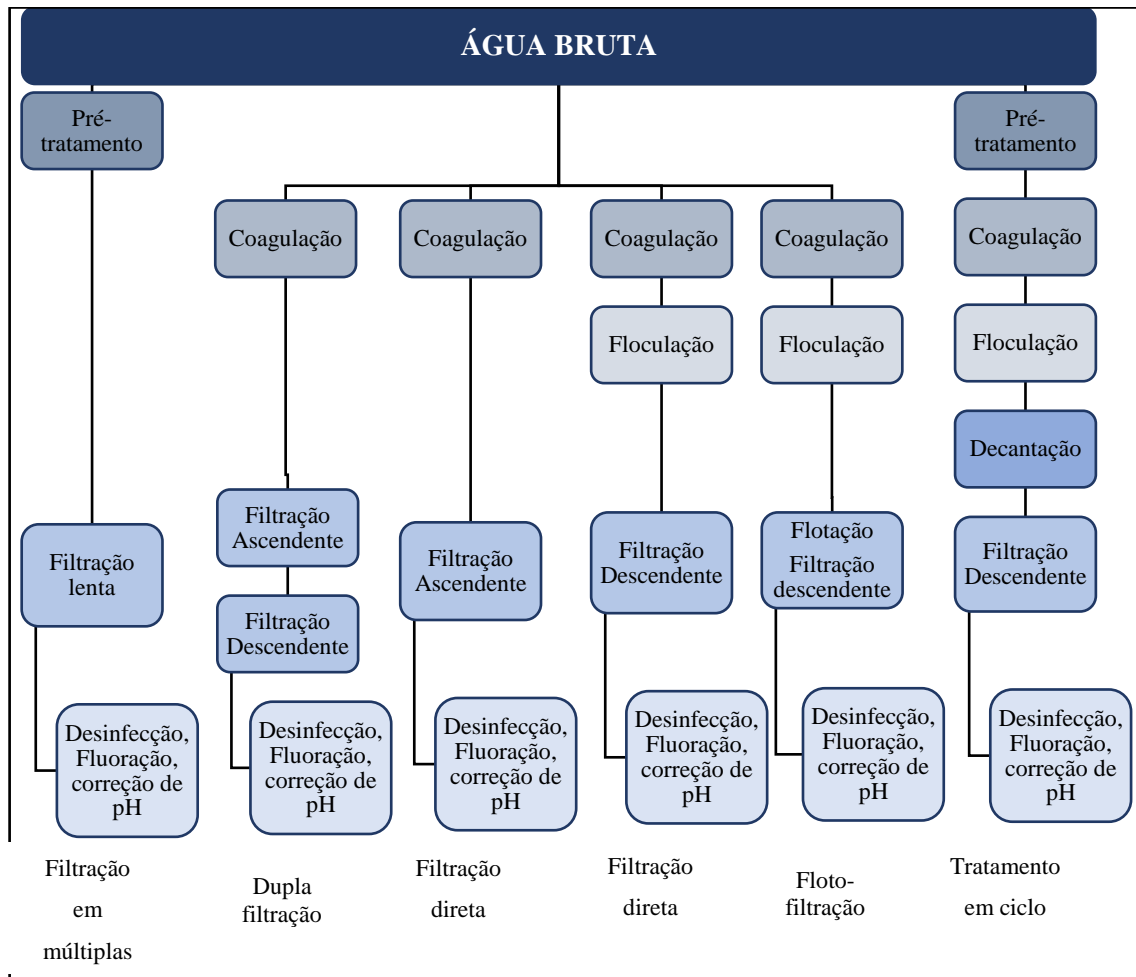 ÁGUA BRUTA
Pré-
tratamento
Filtração
lenta
Desinfecção,
Fluoração,
correção de
pH
Coagulação
Filtração
Ascendente
Filtração
Descendente
Desinfecção,
Fluoração,
correção de
pH
Coagulação
Filtração
Ascendente
Desinfecção,
Fluoração,
correção de
pH
Coagulação
Floculação
Filtração
Descendente
Desinfecção,
Fluoração,
correção de
pH
Coagulação
Floculação
Flotação
Filtração
descendente
Desinfecção,
Fluoração,
correção de
pH
Pré-
tratamento
Coagulação
Floculação
Decantação
Filtração
Descendente
Desinfecção,
Fluoração,
correção de
pH
Filtração
em
múltiplas
Dupla
filtração
Filtração
direta
Filtração
direta
Floto-
filtração
Tratamento
em ciclo